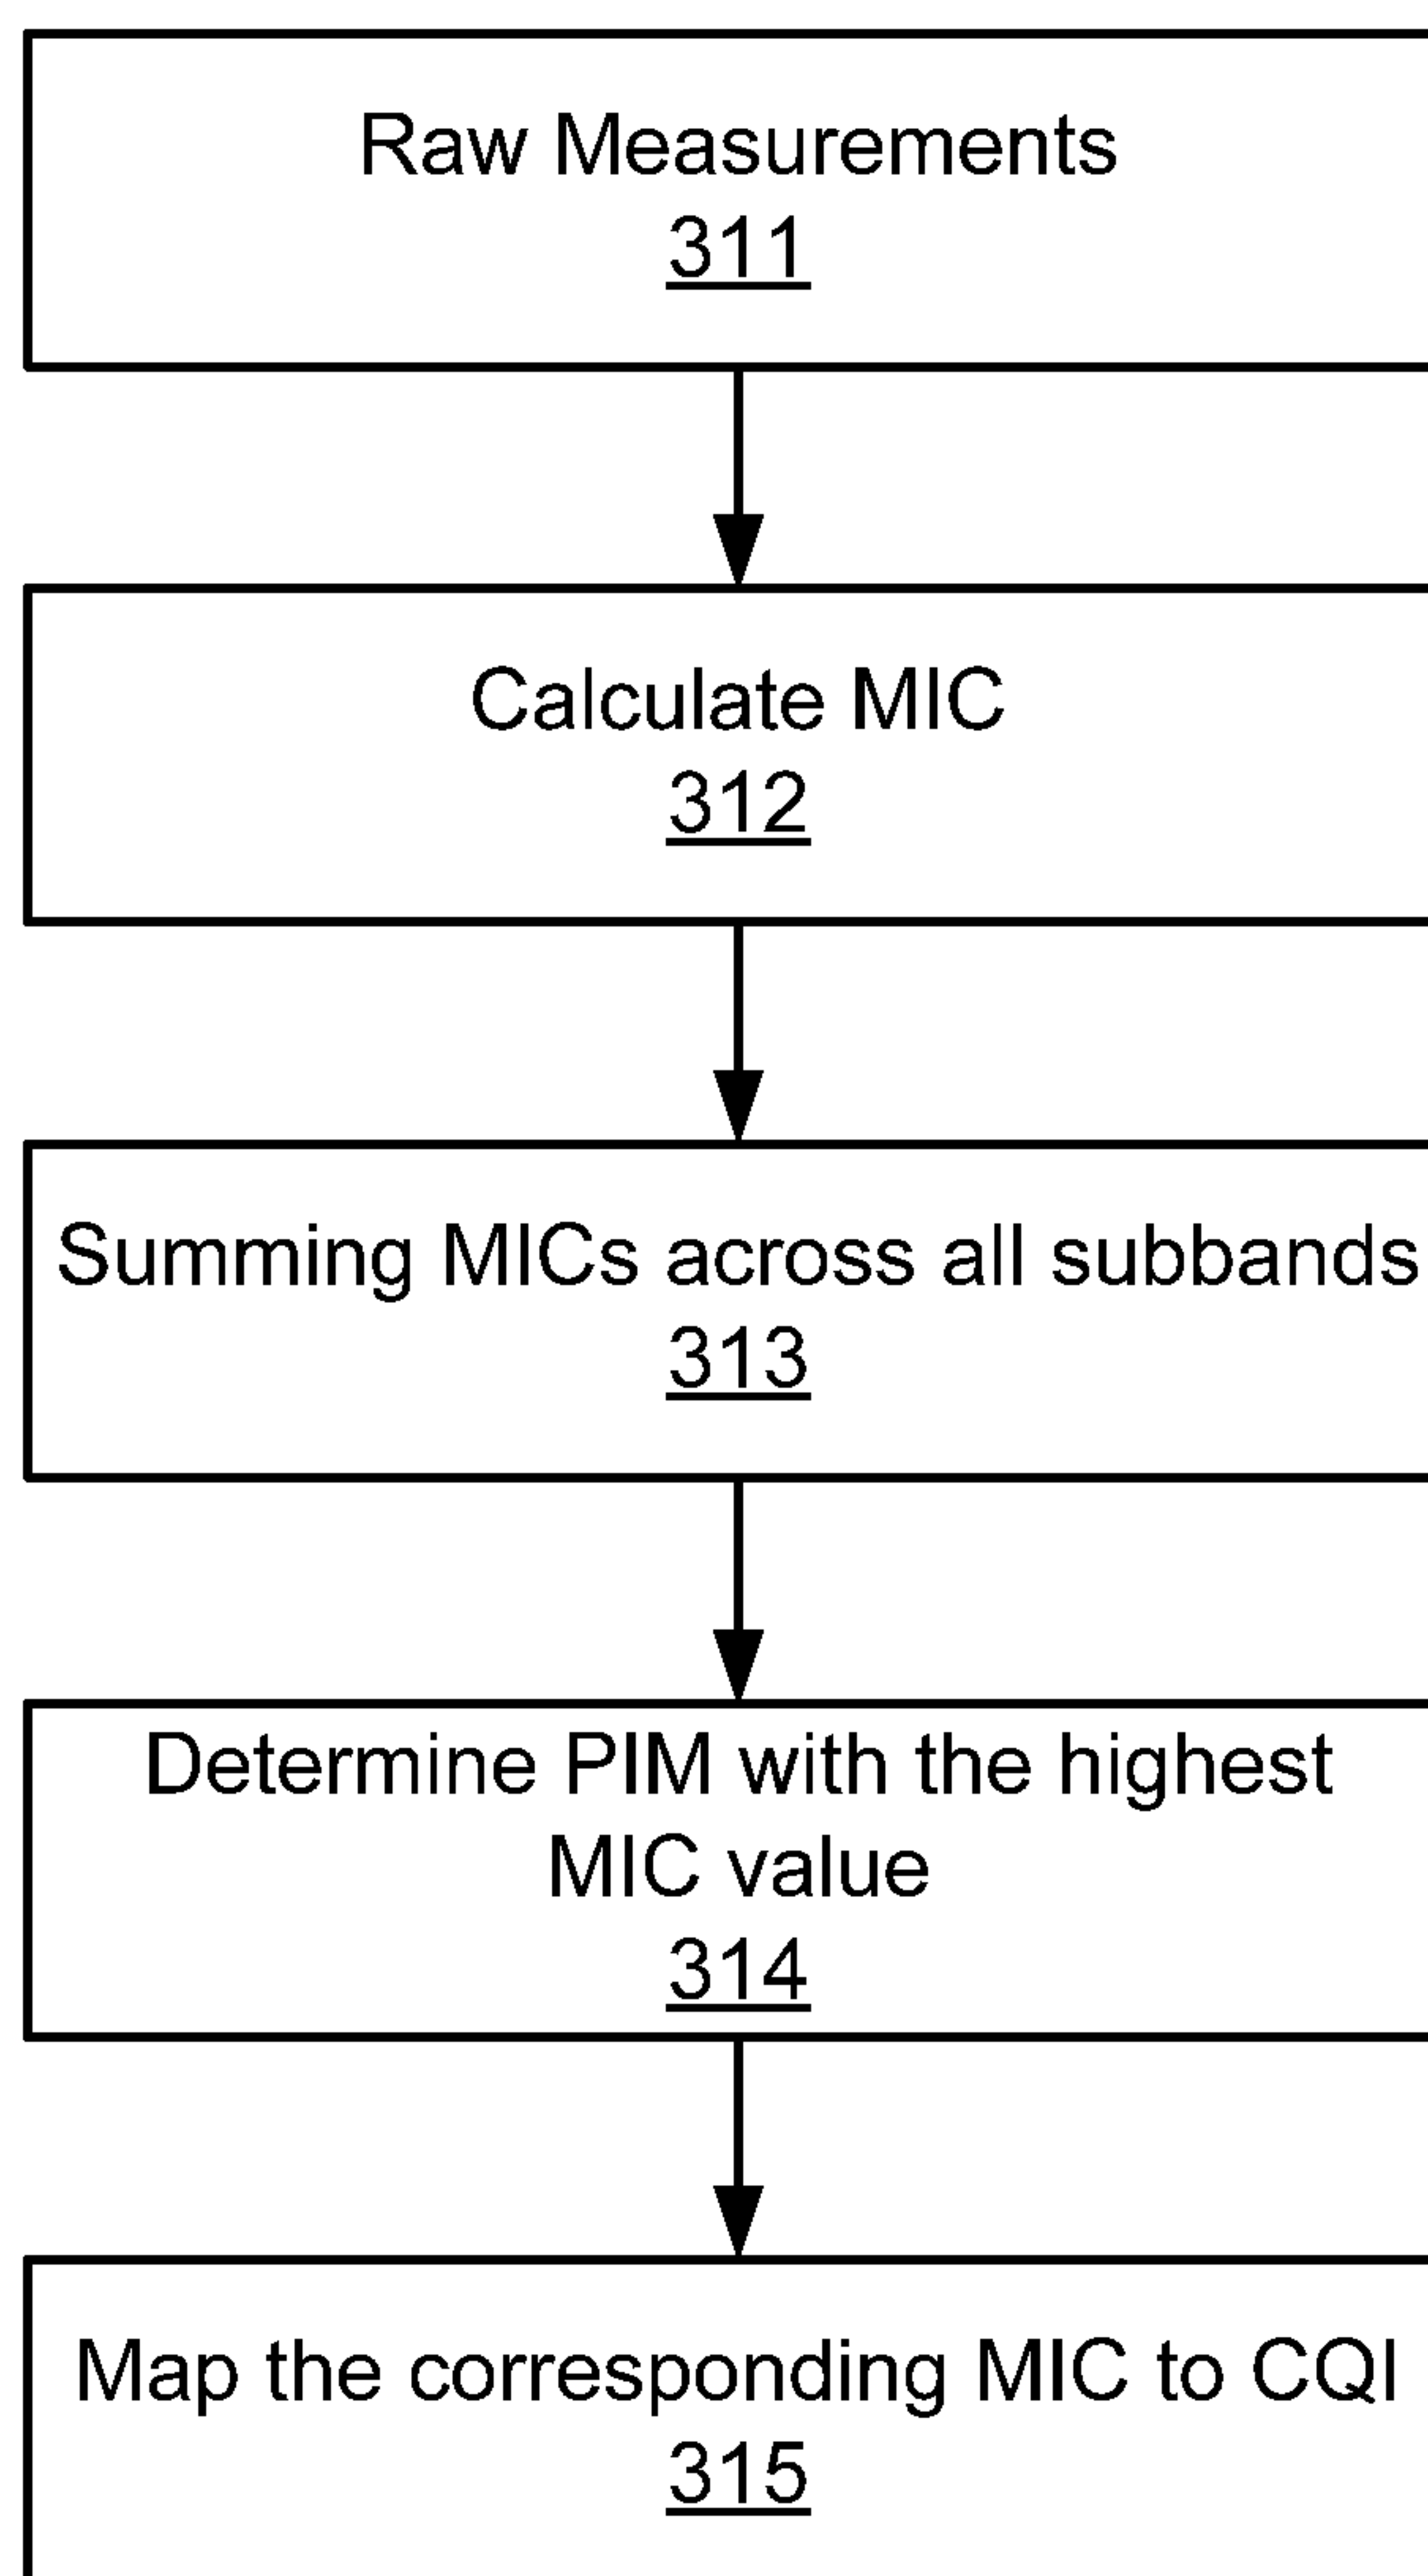 Raw Measurements
311
Calculate MIC
312
Summing MICs across all subbands
313
Determine PIM with the highest
MIC value
314
Map the corresponding MIC to CQI
315